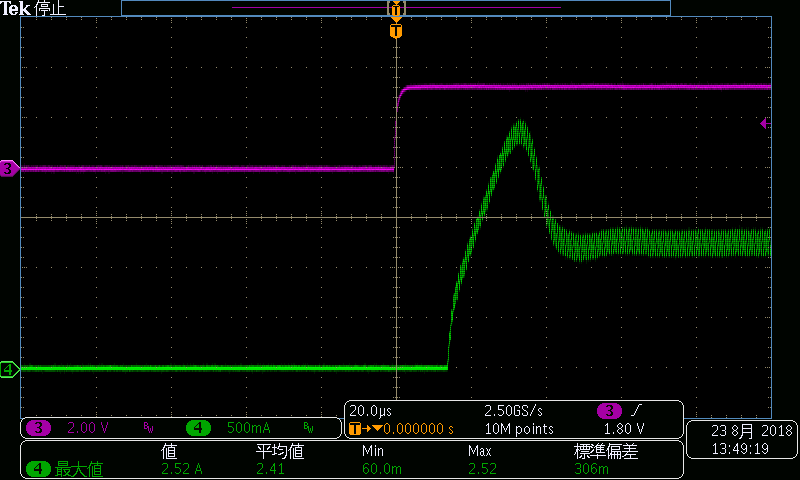 Tek 停止
T
T
3
4
3 2.00 V BW 4 500mA BW
20.0µs 2.50GS/s 3
T→▼0.000000 s 10M points 1.80 V
23 8月 2018
13:49:19
値 平均値 Min Max 標準偏差
4 最大値 2.52 A 2.41 60.0m 2.52 306m